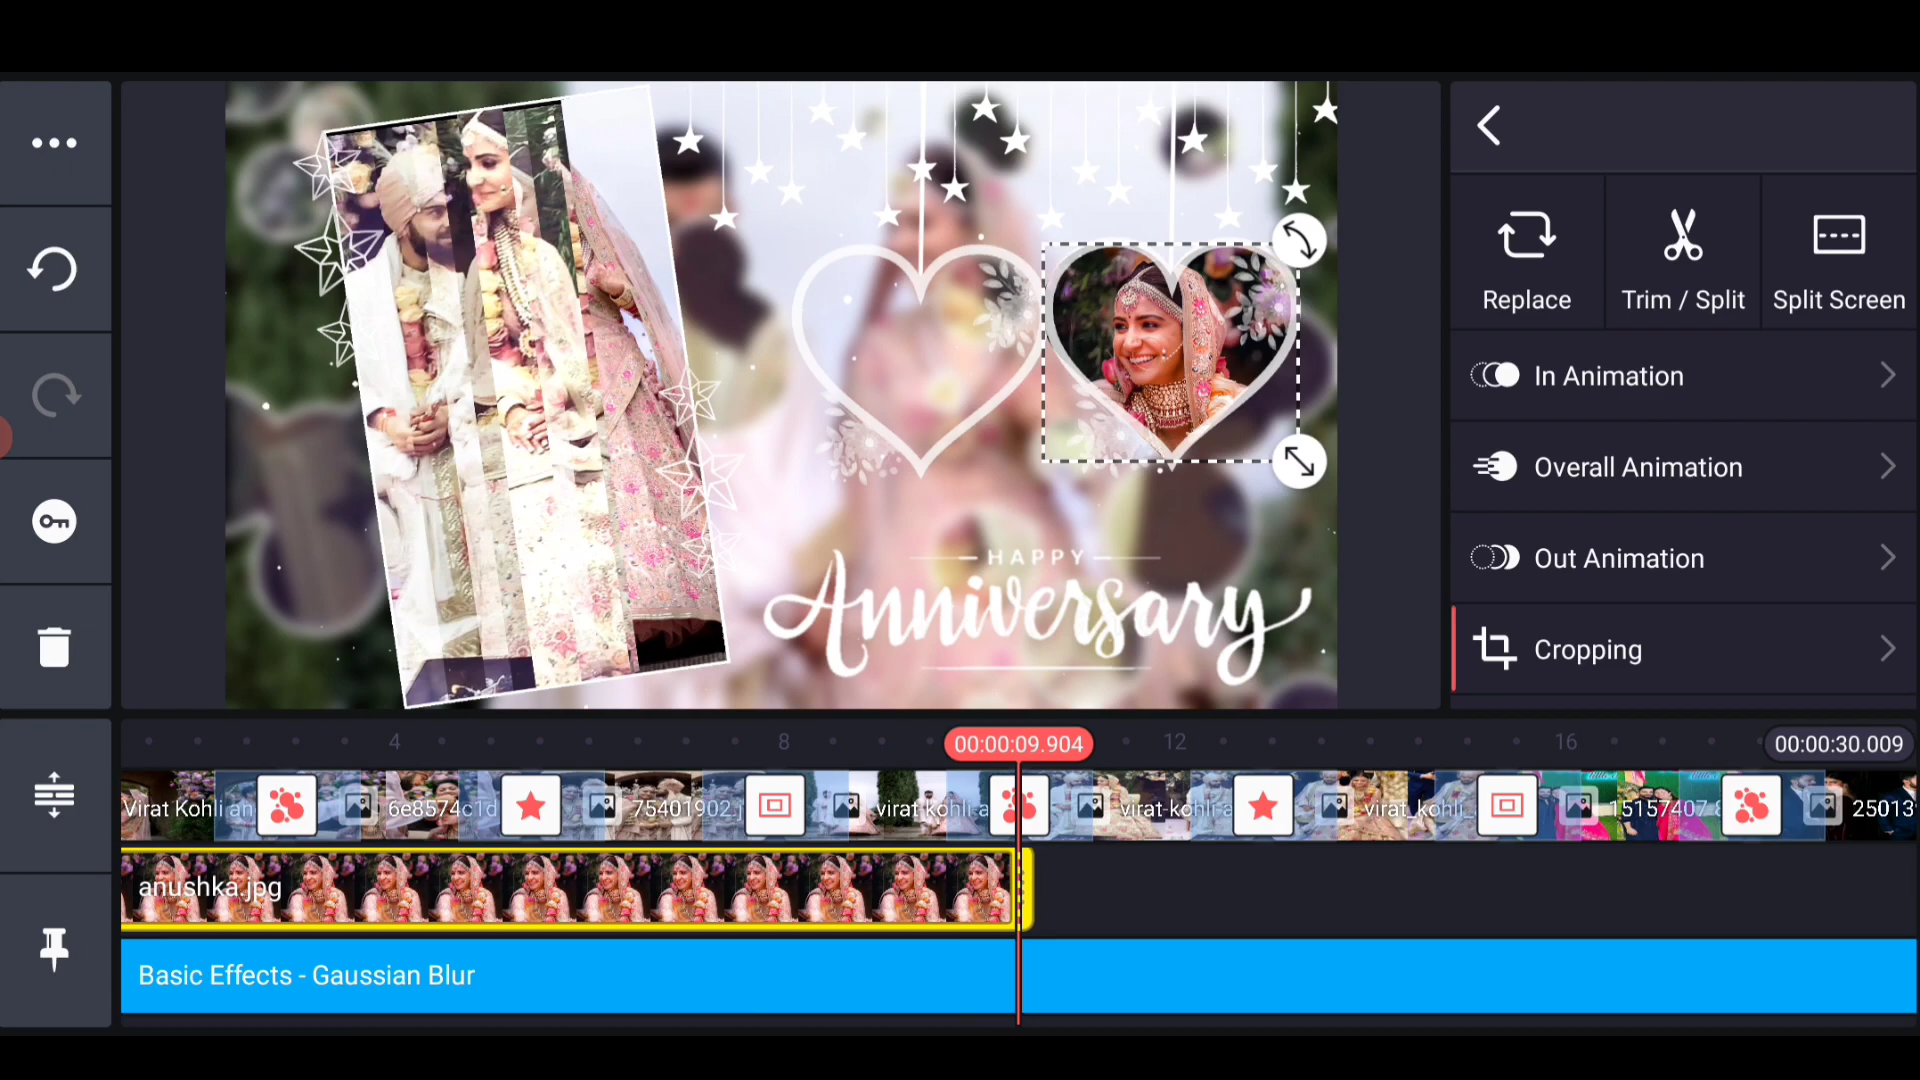 Replace
Trim / Split
Split Screen
In Animation
Overall Animation
Out Animation
Cropping
HAPPY
Anniversary
4
8
00:00:09.904
12
16
00:00:30.009
Virat Kohli an
6e8574c1d
75401902.j
virat-kohli-a
virat-kohli-a
virat_kohli_
15157407
25013
anushka.jpg
Basic Effects - Gaussian Blur